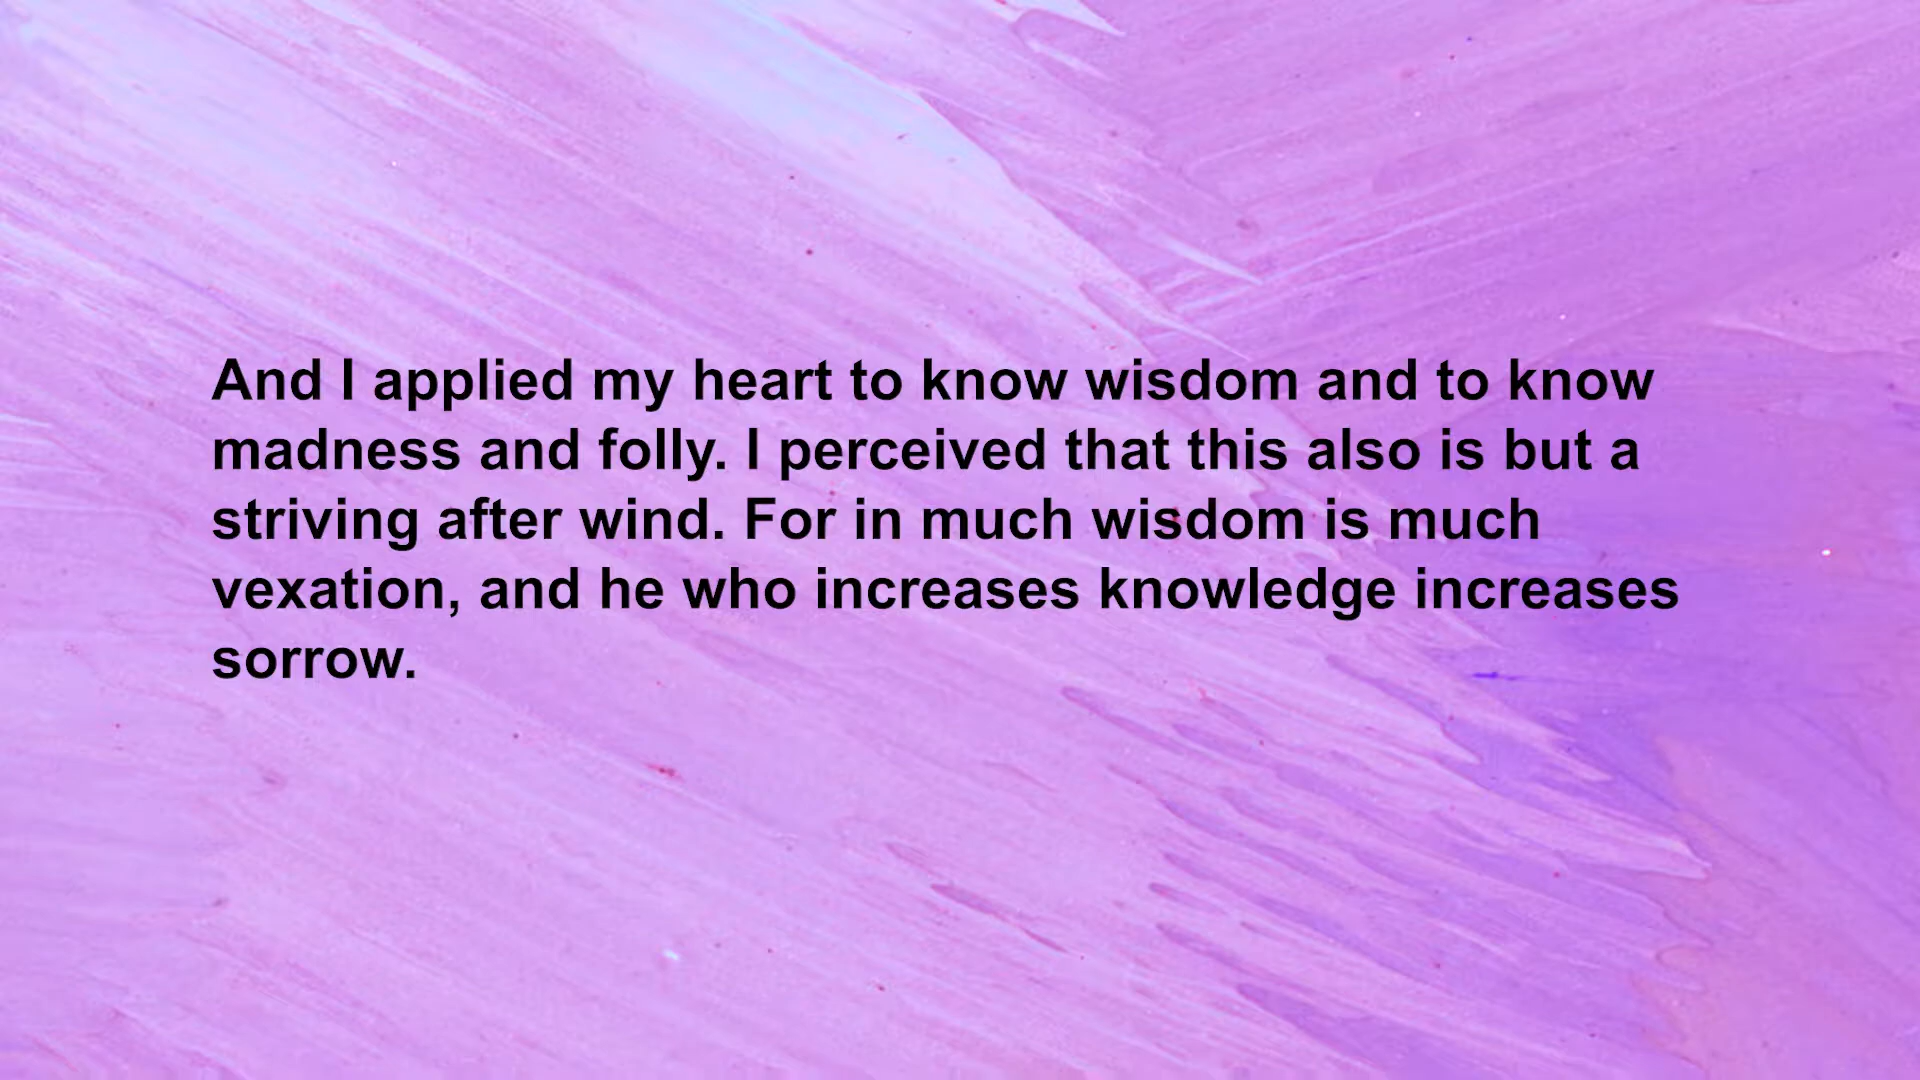 And I applied my heart to know wisdom and to know
madness and folly. I perceived that this also is but a
striving after wind. For in much wisdom is much
vexation, and he who increases knowledge increases
sorrow.